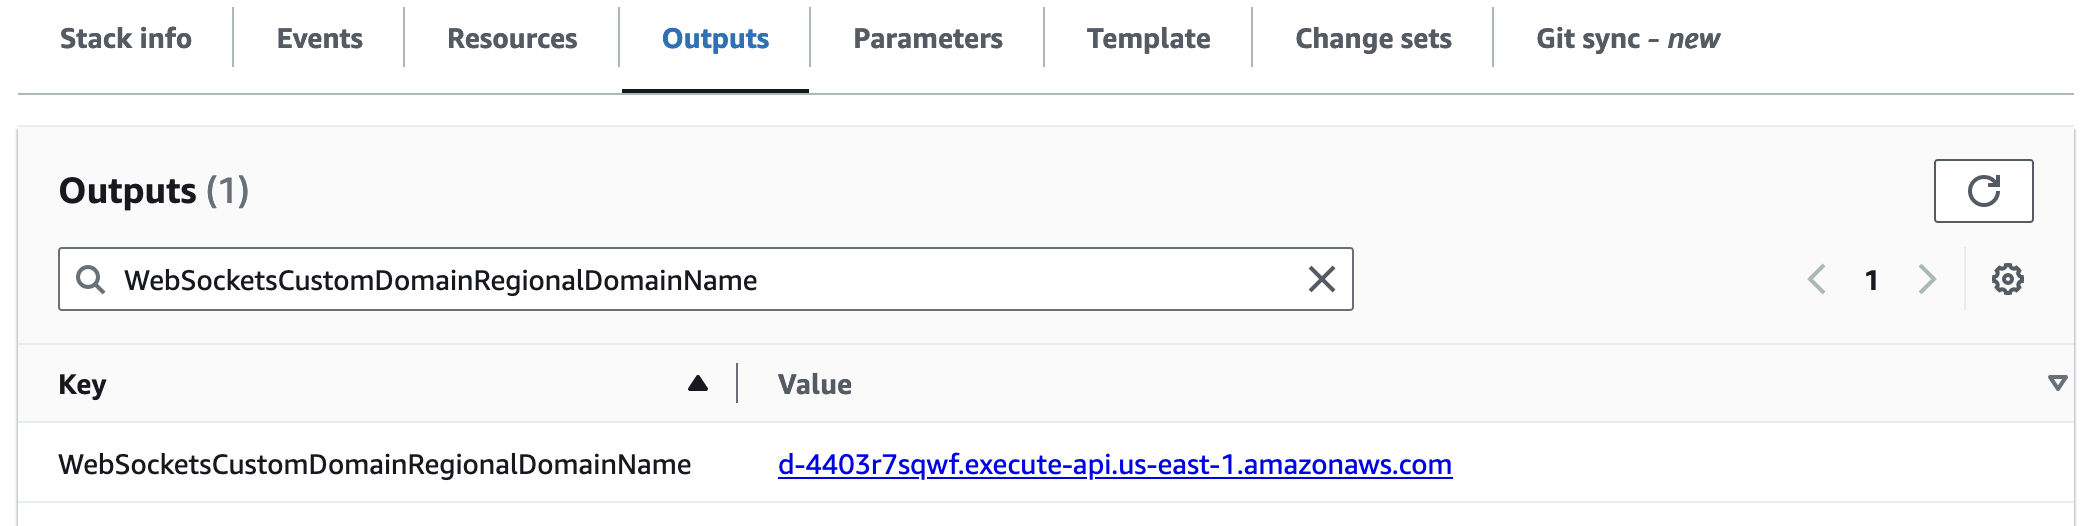 Stack info Events Resources Outputs Parameters Template Change sets Git sync - new
Outputs (1)
WebSocketsCustomDomainRegionalDomainName
1
Key Value
WebSocketsCustomDomainRegionalDomainName d-4403r7sqwf.execute-api.us-east-1.amazonaws.com